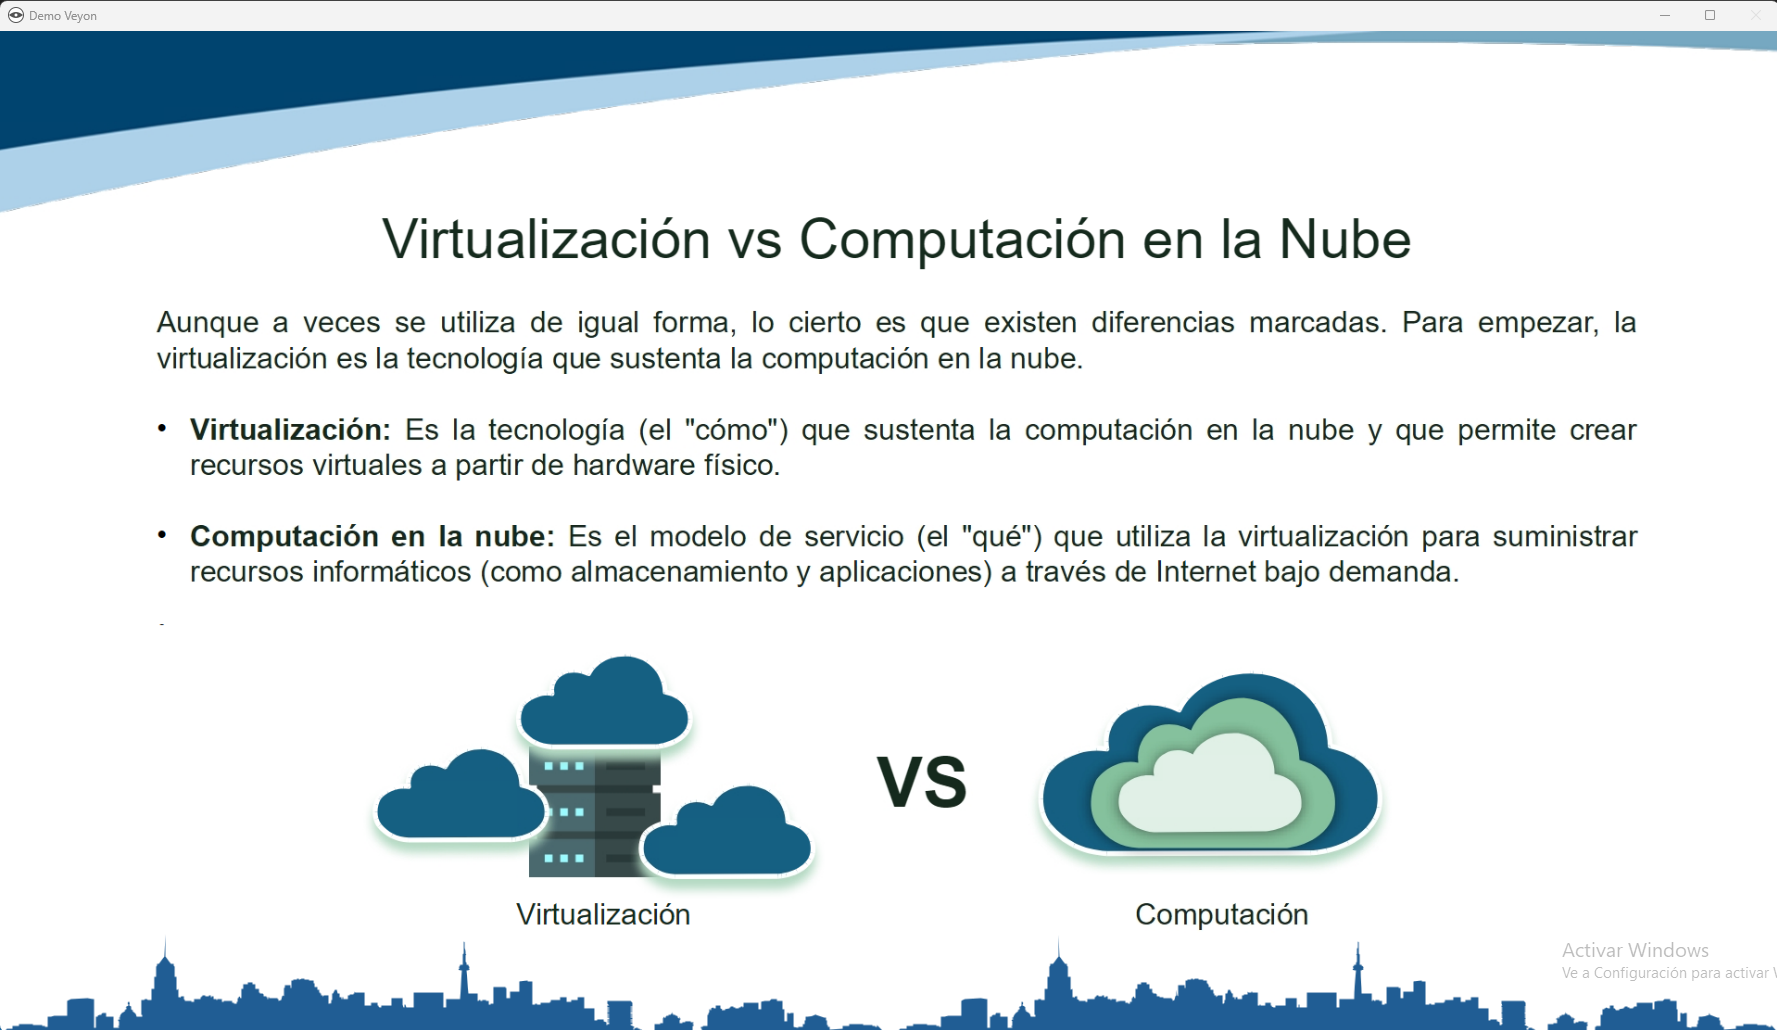 Demo Veyon
Virtualización vs Computación en la Nube
Aunque a veces se utiliza de igual forma, lo cierto es que existen diferencias marcadas. Para empezar, la
virtualización es la tecnología que sustenta la computación en la nube.
• Virtualización: Es la tecnología (el "cómo") que sustenta la computación en la nube y que permite crear
recursos virtuales a partir de hardware físico.
• Computación en la nube: Es el modelo de servicio (el "qué") que utiliza la virtualización para suministrar
recursos informáticos (como almacenamiento y aplicaciones) a través de Internet bajo demanda.
VS
Virtualización
Computación
Activar Windows
Ve a Configuración para activar W